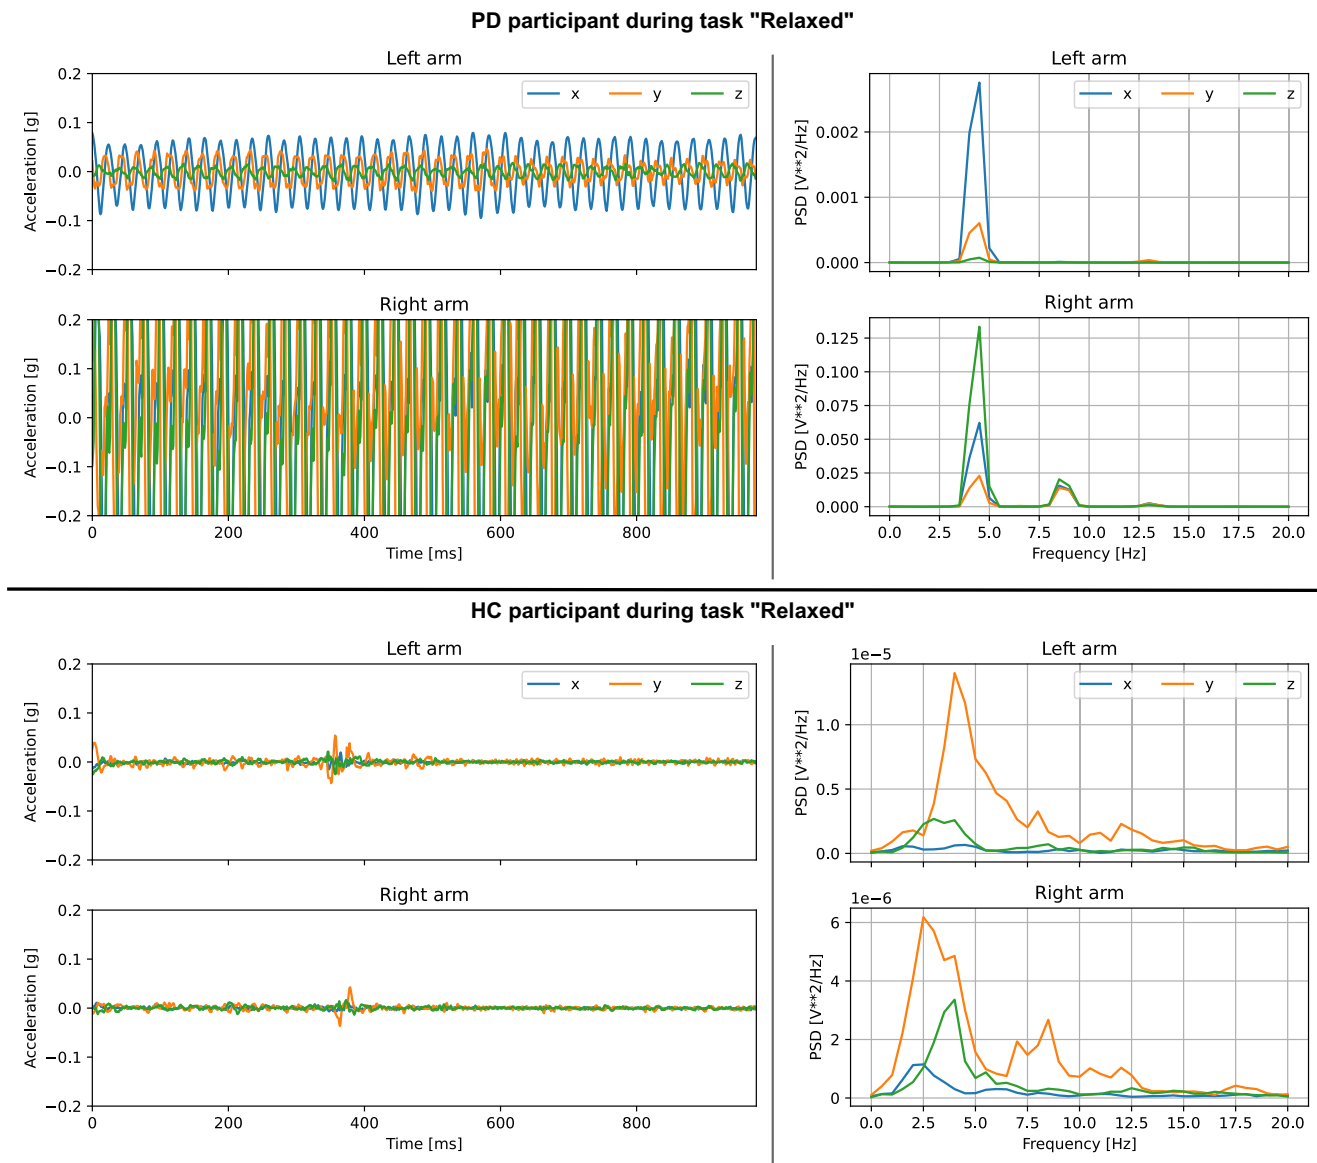 PD participant during task "Relaxed"
Left arm
Left arm
x y z
x y z
Acceleration [g]
0.2
0.1
0.0
−0.1
−0.2
0 200 400 600 800
PSD [V**2/Hz]
0.002
0.001
0.000
Right arm
Right arm
Acceleration [g]
0.2
0.1
0.0
−0.1
−0.2
0 200 400 600 800
Time [ms]
PSD [V**2/Hz]
0.125
0.100
0.075
0.050
0.025
0.000
0.0 2.5 5.0 7.5 10.0 12.5 15.0 17.5 20.0
Frequency [Hz]
HC participant during task "Relaxed"
Left arm
Left arm
1e−5
x y z
x y z
Acceleration [g]
0.2
0.1
0.0
−0.1
−0.2
PSD [V**2/Hz]
1.0
0.5
0.0
Right arm
Right arm
1e−6
Acceleration [g]
0.2
0.1
0.0
−0.1
−0.2
0 200 400 600 800
Time [ms]
PSD [V**2/Hz]
6
4
2
0
0.0 2.5 5.0 7.5 10.0 12.5 15.0 17.5 20.0
Frequency [Hz]